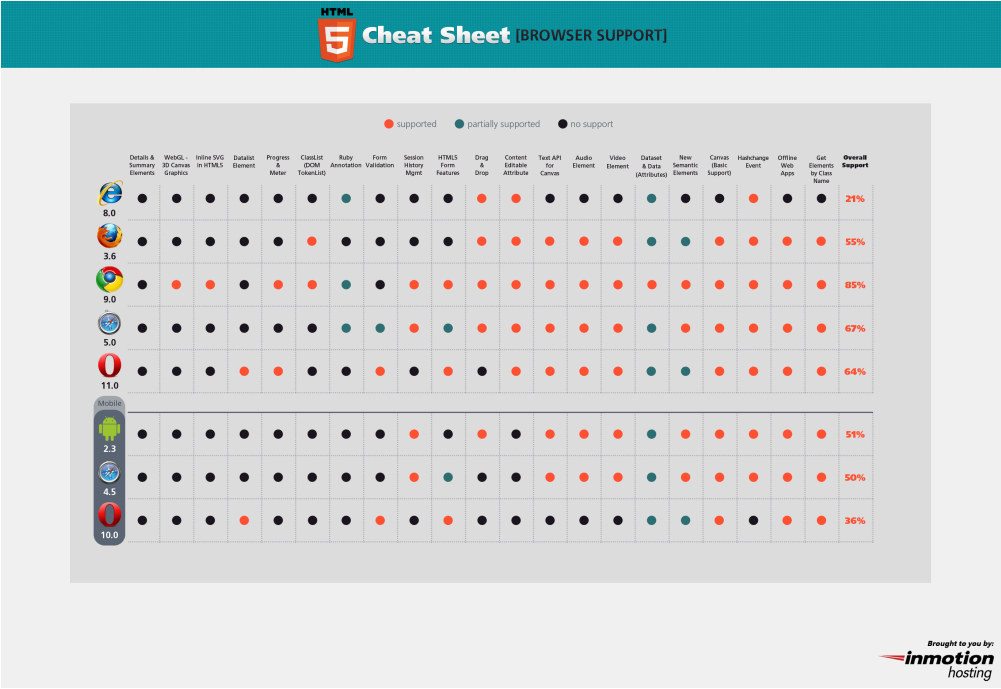 HTML
5 Cheat Sheet [BROWSER SUPPORT]
supported partially supported no support
Details & Summary Elements
WebGL - 3D Canvas Graphics
Inline SVG in HTML5
Datalist Element
Progress & Meter
ClassList (DOM TokenList)
Ruby Annotation
Form Validation
Session History Mgmt
HTML5 Form Features
Drag & Drop
Content Editable Attribute
Text API for Canvas
Audio Element
Video Element
Dataset & Data (Attributes)
New Semantic Elements
Canvas (Basic Support)
Hashchange Event
Offline Web Apps
Get Elements by Class Name
Overall Support
8.0 21%
3.6 55%
9.0 85%
5.0 67%
11.0 64%
Mobile
2.3 51%
4.5 50%
10.0 36%
Brought to you by:
inmotion
hosting